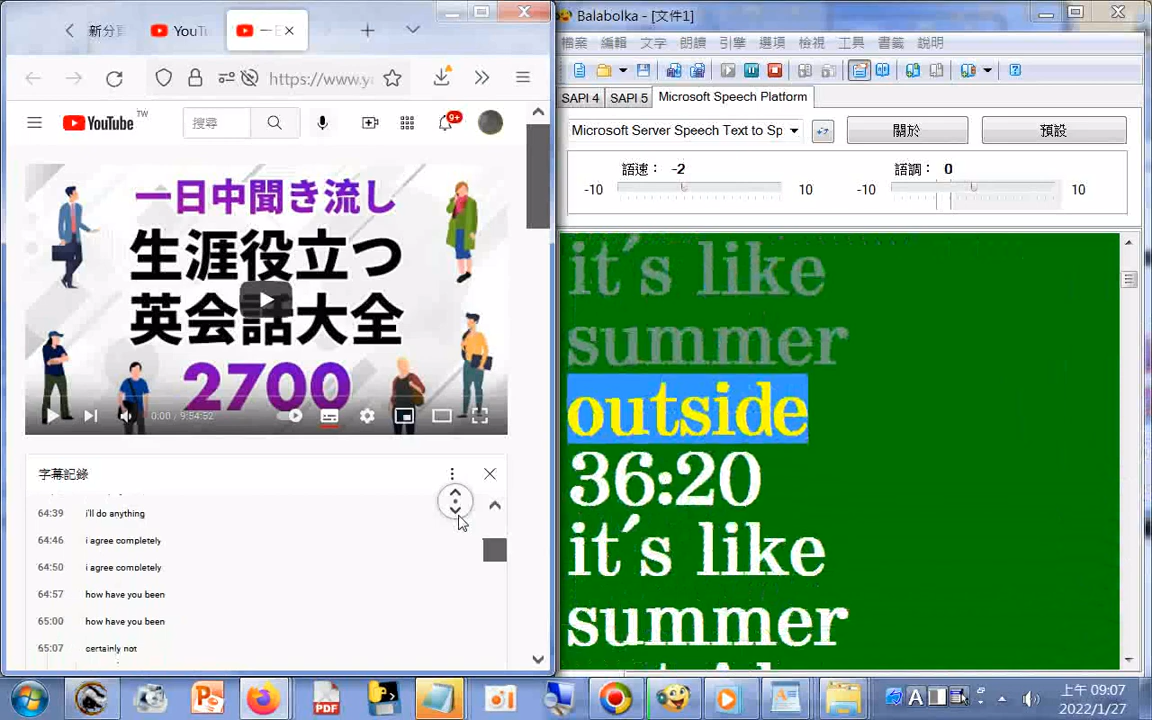 新分頁
YouTu
一 E
https://www.y
YouTube TW
搜尋
9+
一日中聞き流し
生涯役立つ
英会話大全
2700
0:00 / 9:54:52
字幕記錄
64:39 i'll do anything
64:46 i agree completely
64:50 i agree completely
64:57 how have you been
65:00 how have you been
65:07 certainly not
Balabolka - [文件1]
檔案 編輯 文字 朗讀 引擎 選項 檢視 工具 書籤 說明
SAPI 4 SAPI 5 Microsoft Speech Platform
Microsoft Server Speech Text to Sp
關於
預設
語速： -2
語調： 0
-10 10 -10 10
it´s like
summer
outside
36:20
it´s like
summer
PDF
A
上午 09:07
2022/1/27